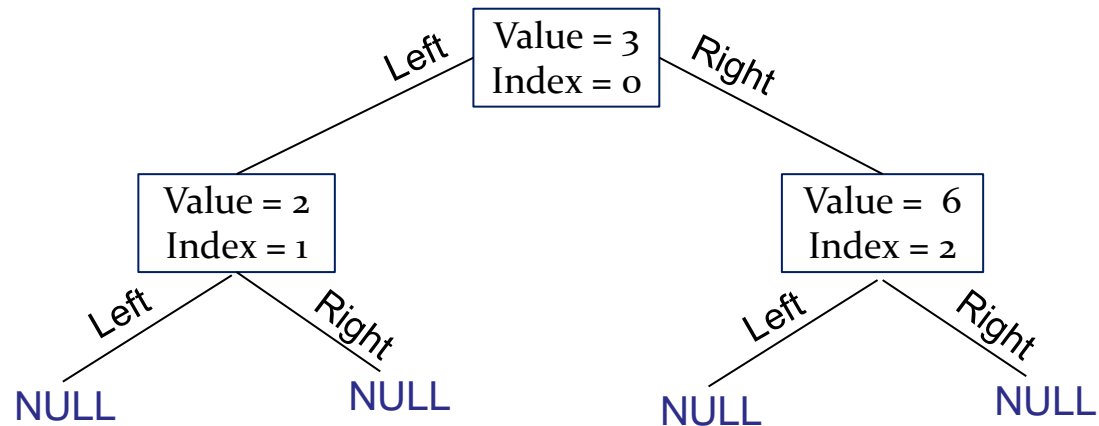 Value = 3
Index = 0
Left
Right
Value = 2
Index = 1
Value =  6
Index = 2
Left
Right
Left
Right
NULL
NULL
NULL
NULL